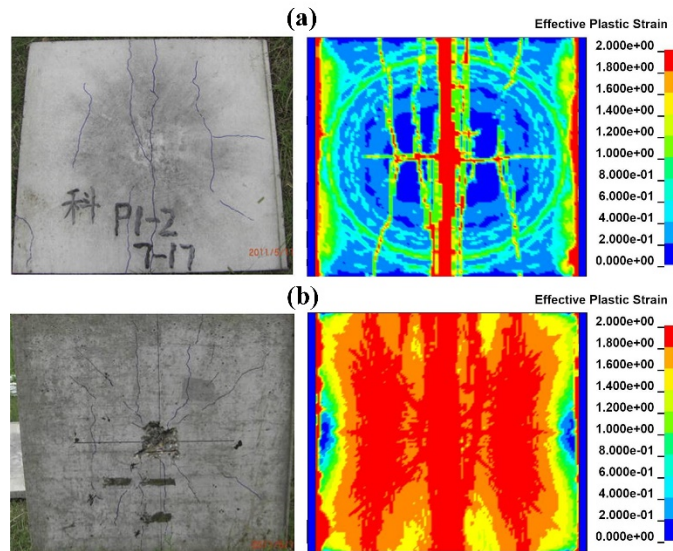 (a)
Effective Plastic Strain
科 P1-2
7-17
2.000e+00
1.800e+00
1.600e+00
1.400e+00
1.200e+00
1.000e+00
8.000e-01
6.000e-01
4.000e-01
2.000e-01
0.000e+00
(b)
Effective Plastic Strain
2.000e+00
1.800e+00
1.600e+00
1.400e+00
1.200e+00
1.000e+00
8.000e-01
6.000e-01
4.000e-01
2.000e-01
0.000e+00